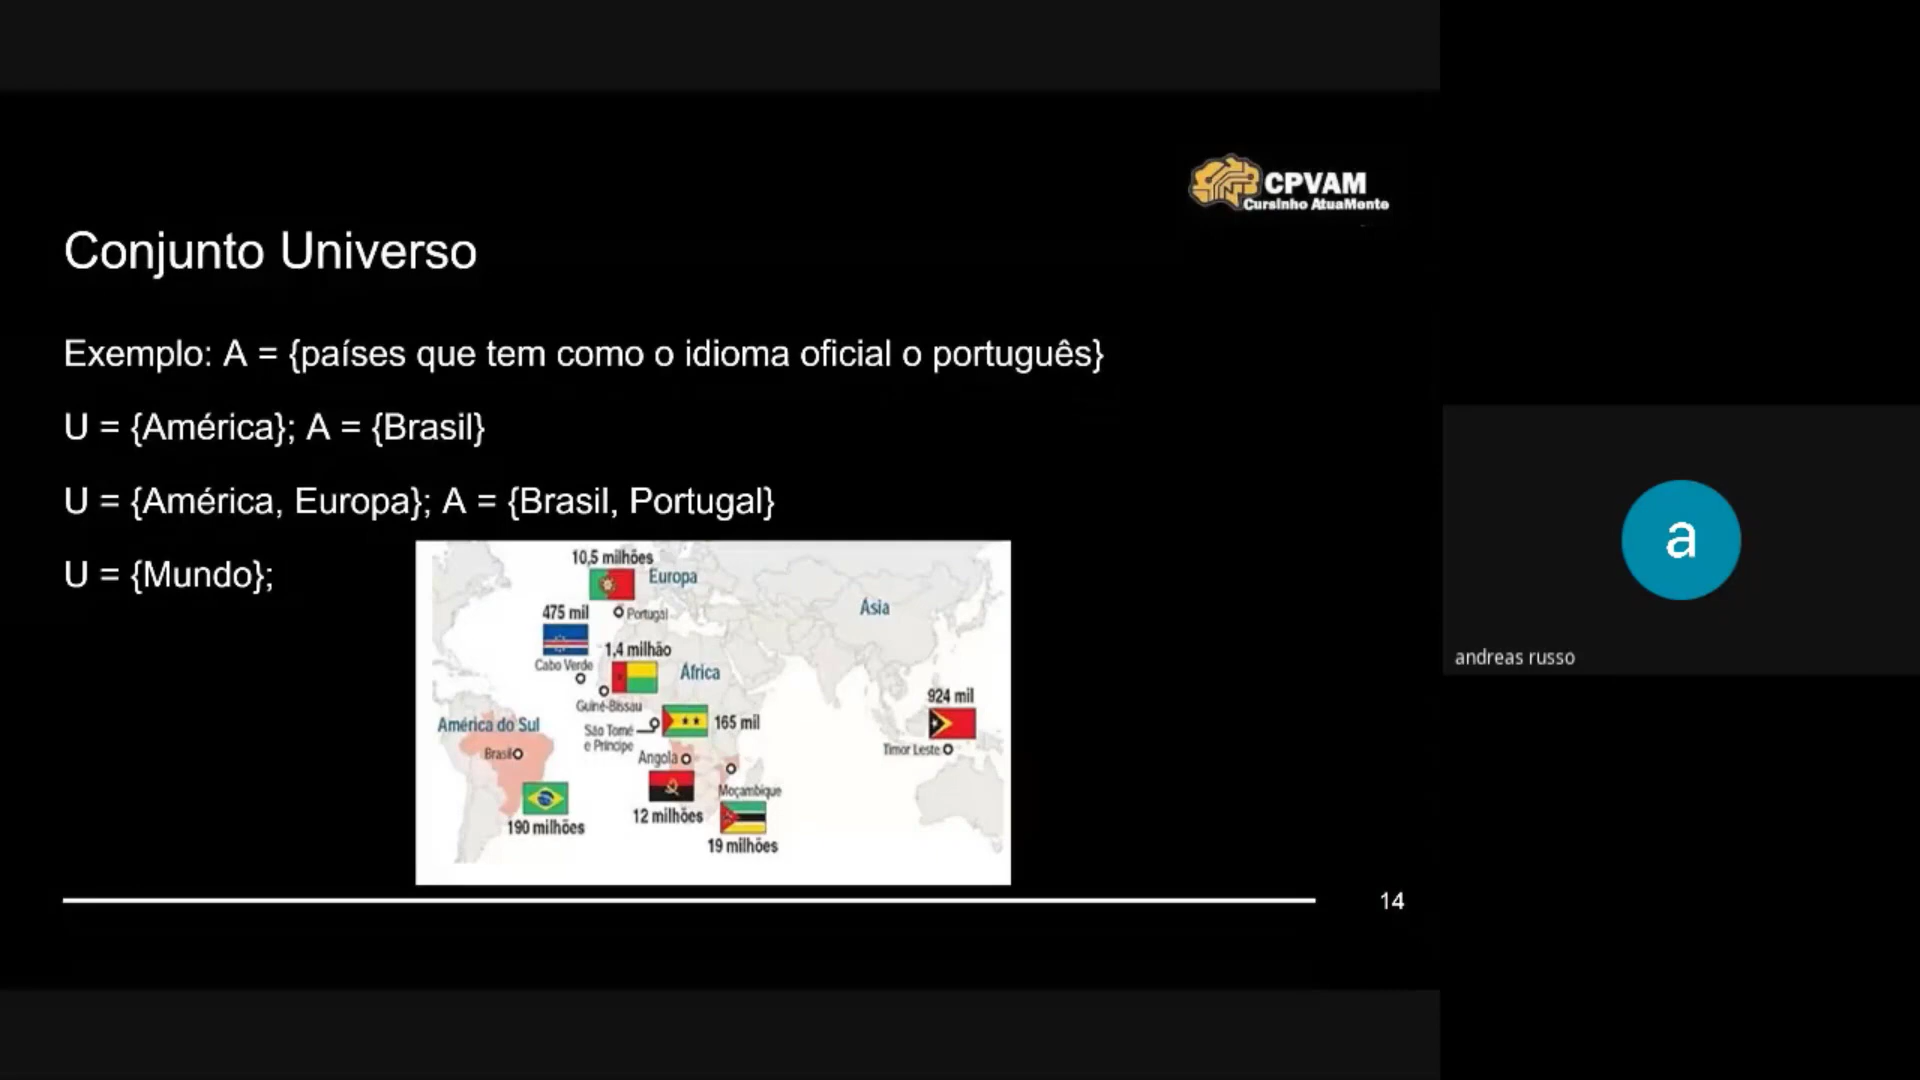 CPVAM
Cursinho AtuaMente
Conjunto Universo
Exemplo: A = {países que tem como o idioma oficial o português}
U = {América}; A = {Brasil}
U = {América, Europa}; A = {Brasil, Portugal}
U = {Mundo};
10,5 milhões
Europa
Portugal
Ásia
475 mil
Cabo Verde
1,4 milhão
África
Guiné-Bissau
São Tomé
e Príncipe
165 mil
924 mil
Timor Leste
América do Sul
Brasil
190 milhões
Angola
12 milhões
Moçambique
19 milhões
14
a
andreas russo